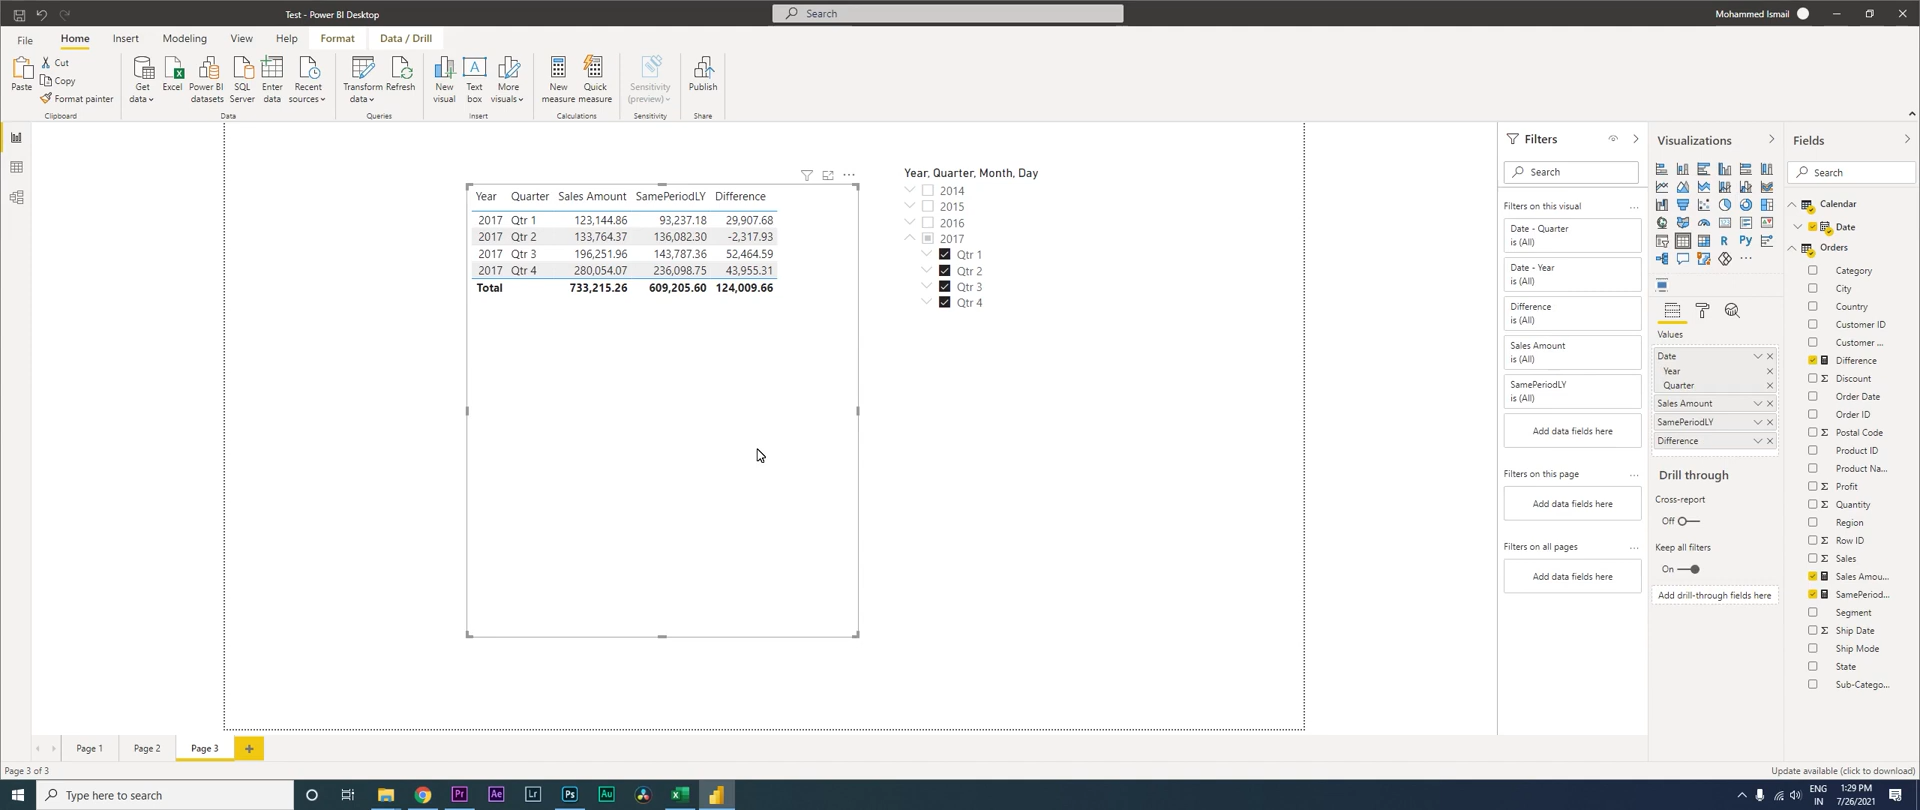 Test - Power BI Desktop
Search
Mohammed Ismail
File Home Insert Modeling View Help Format Data / Drill
Paste
Cut
Copy
Format painter
Clipboard
Get data
Excel
Power BI datasets
SQL Server
Enter data
Recent sources
Data
Transform data
Refresh
Queries
New visual
Text box
More visuals
Insert
New measure
Quick measure
Calculations
Sensitivity (preview)
Sensitivity
Publish
Share
Year Quarter Sales Amount SamePeriodLY Difference
2017 Qtr 1 123,144.86 93,237.18 29,907.68
2017 Qtr 2 133,764.37 136,082.30 -2,317.93
2017 Qtr 3 196,251.96 143,787.36 52,464.59
2017 Qtr 4 280,054.07 236,098.75 43,955.31
Total 733,215.26 609,205.60 124,009.66
Year, Quarter, Month, Day
2014
2015
2016
2017
Qtr 1
Qtr 2
Qtr 3
Qtr 4
Filters
Search
Filters on this visual ...
Date - Quarter
is (All)
Date - Year
is (All)
Difference
is (All)
Sales Amount
is (All)
SamePeriodLY
is (All)
Add data fields here
Filters on this page ...
Add data fields here
Filters on all pages ...
Add data fields here
Visualizations
R Py
...
Values
Date
Year
Quarter
Sales Amount
SamePeriodLY
Difference
Drill through
Cross-report
Off
Keep all filters
On
Add drill-through fields here
Fields
Search
Calendar
Date
Orders
Category
City
Country
Customer ID
Customer ...
Difference
Discount
Order Date
Order ID
Postal Code
Product ID
Product Na...
Profit
Quantity
Region
Row ID
Sales
Sales Amou...
SamePeriod...
Segment
Ship Date
Ship Mode
State
Sub-Catego...
Page 1 Page 2 Page 3 +
Page 3 of 3
Update available (click to download)
Type here to search
Pr Ae Lr Ps Au
ENG
IN
1:29 PM
7/26/2021